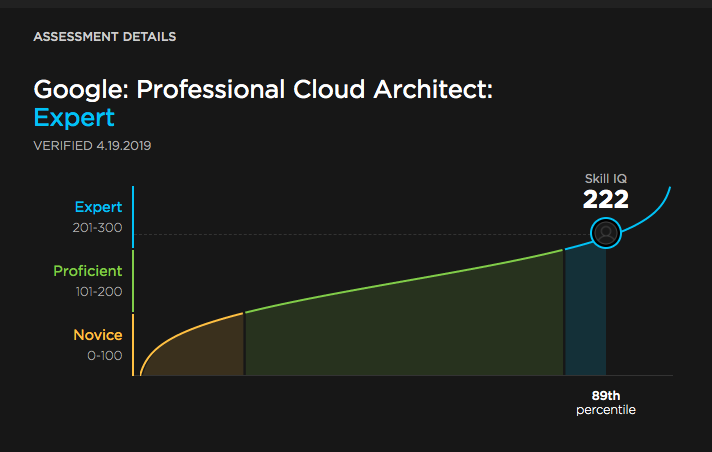 ASSESSMENT DETAILS
Google: Professional Cloud Architect:
Expert
VERIFIED 4.19.2019
Skill IQ
222
Expert
201-300
Proficient
101-200
Novice
0-100
89th
percentile